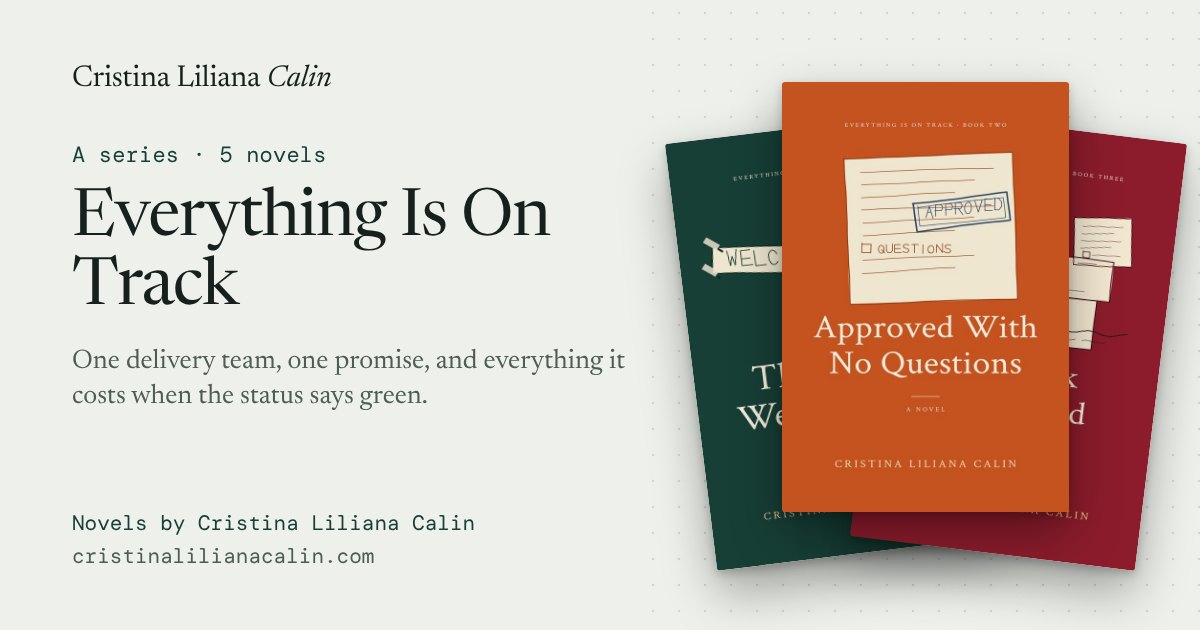 Cristina Liliana Calin
A series · 5 novels
Everything Is On
Track
One delivery team, one promise, and everything it
costs when the status says green.
Novels by Cristina Liliana Calin
cristinalilianacalin.com
EVERYTHING IS ON TRACK · BOOK TWO
APPROVED
QUESTIONS
Approved With
No Questions
A NOVEL
CRISTINA LILIANA CALIN
BOOK THREE
CALIN